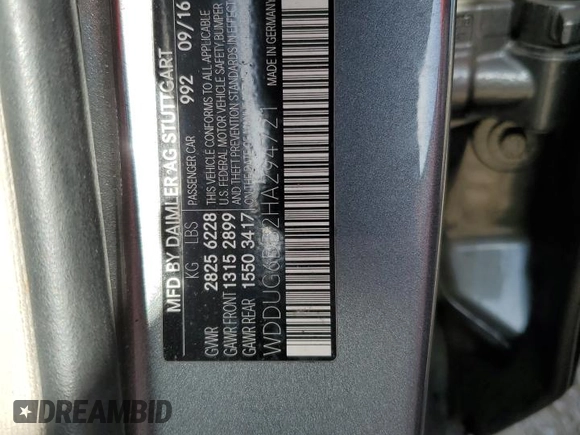 MFD BY DAIMLER AG STUTTGART
PASSENGER CAR 992 09/16
KG LBS
GVWR 2825 6228
GAWR FRONT 1315 2899
GAWR REAR 1550 3417
THIS VEHICLE CONFORMS TO ALL APPLICABLE
U.S. FEDERAL MOTOR VEHICLE SAFETY, BUMPER
AND THEFT PREVENTION STANDARDS
MADE IN GERMANY
DREAMBID